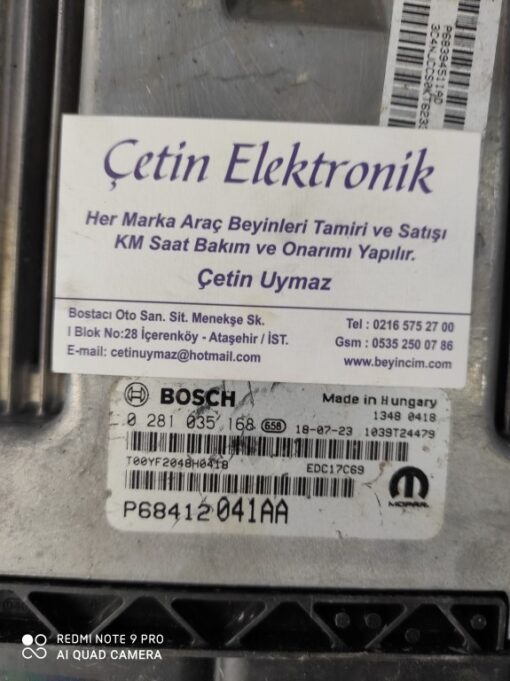 P68394511AD
Çetin Elektronik
Her Marka Araç Beyinleri Tamiri ve Satışı
KM Saat Bakım ve Onarımı Yapılır.
Çetin Uymaz
Bostacı Oto San. Sit. Menekşe Sk.
I Blok No:28 İçerenköy - Ataşehir / İST.
E-mail: cetinuymaz@hotmail.com
Tel : 0216 575 27 00
Gsm : 0535 250 07 86
www.beyincim.com
BOSCH
Made in Hungary
1348 0418
0 281 035 168 658 18-07-23 1039T24479
T00YF2048H0418 EDC17C69
P68412041AA
MOPAR
REDMI NOTE 9 PRO
AI QUAD CAMERA